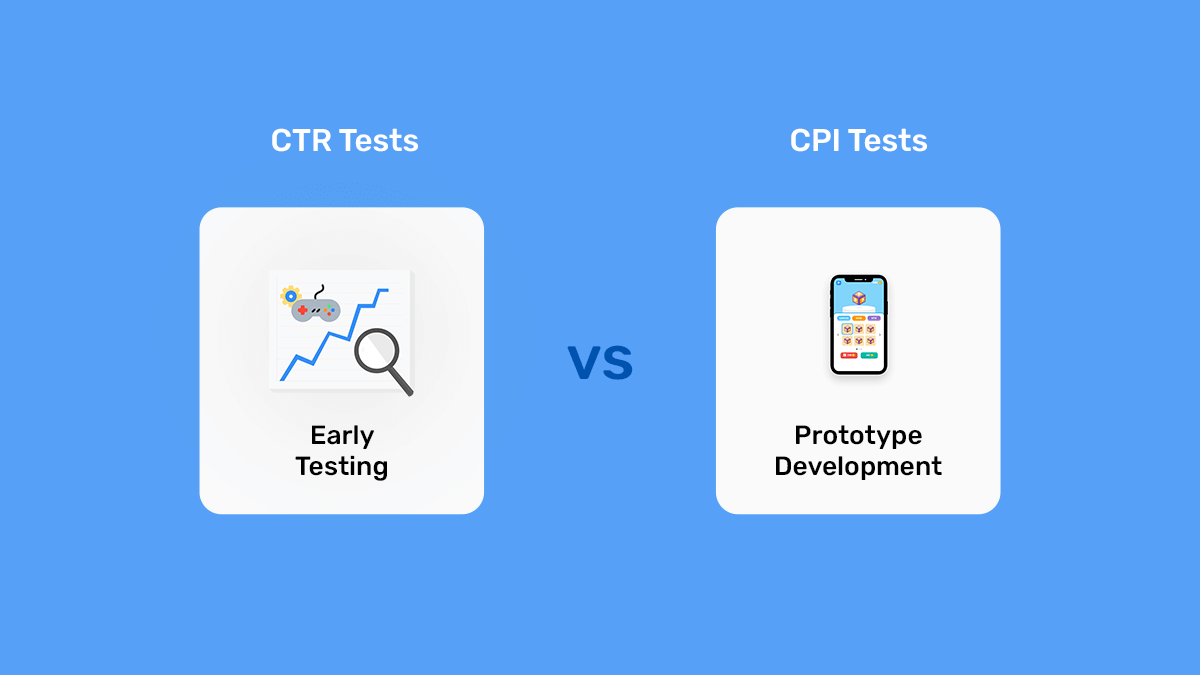 CTR Tests
CPI Tests
vs
Early
Testing
Prototype
Development